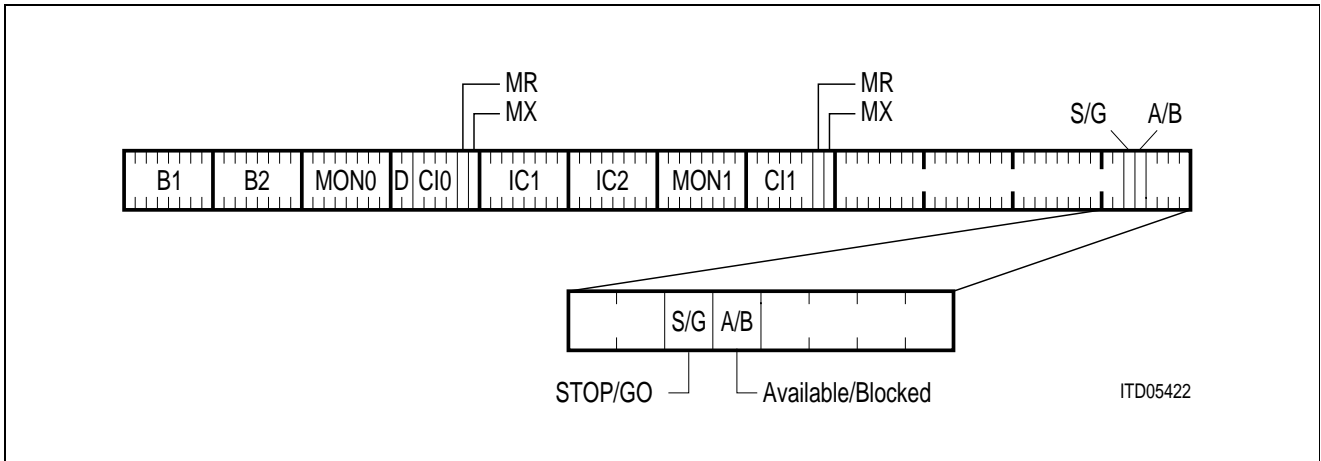 MR
MX
MR
MX
S/G A/B
B1 B2 MON0 D CI0 IC1 IC2 MON1 CI1
S/G A/B
STOP/GO Available/Blocked
ITD05422